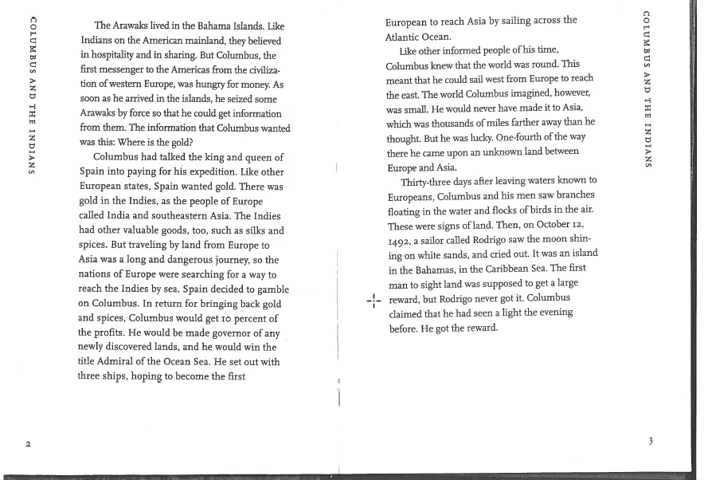 COLUMBUS AND THE INDIANS
The Arawaks lived in the Bahama Islands. Like
Indians on the American mainland, they believed
in hospitality and in sharing. But Columbus, the
first messenger to the Americas from the civiliza-
tion of western Europe, was hungry for money. As
soon as he arrived in the islands, he seized some
Arawaks by force so that he could get information
from them. The information that Columbus wanted
was this: Where is the gold?
Columbus had talked the king and queen of
Spain into paying for his expedition. Like other
European states, Spain wanted gold. There was
gold in the Indies, as the people of Europe
called India and southeastern Asia. The Indies
had other valuable goods, too, such as silks and
spices. But traveling by land from Europe to
Asia was a long and dangerous journey, so the
nations of Europe were searching for a way to
reach the Indies by sea. Spain decided to gamble
on Columbus. In return for bringing back gold
and spices, Columbus would get 10 percent of
the profits. He would be made governor of any
newly discovered lands, and he would win the
title Admiral of the Ocean Sea. He set out with
three ships, hoping to become the first
2
European to reach Asia by sailing across the
Atlantic Ocean.
Like other informed people of his time,
Columbus knew that the world was round. This
meant that he could sail west from Europe to reach
the east. The world Columbus imagined, however,
was small. He would never have made it to Asia,
which was thousands of miles farther away than he
thought. But he was lucky. One-fourth of the way
there he came upon an unknown land between
Europe and Asia.
Thirty-three days after leaving waters known to
Europeans, Columbus and his men saw branches
floating in the water and flocks of birds in the air.
These were signs of land. Then, on October 12,
1492, a sailor called Rodrigo saw the moon shin-
ing on white sands, and cried out. It was an island
in the Bahamas, in the Caribbean Sea. The first
man to sight land was supposed to get a large
reward, but Rodrigo never got it. Columbus
claimed that he had seen a light the evening
before. He got the reward.
COLUMBUS AND THE INDIANS
3